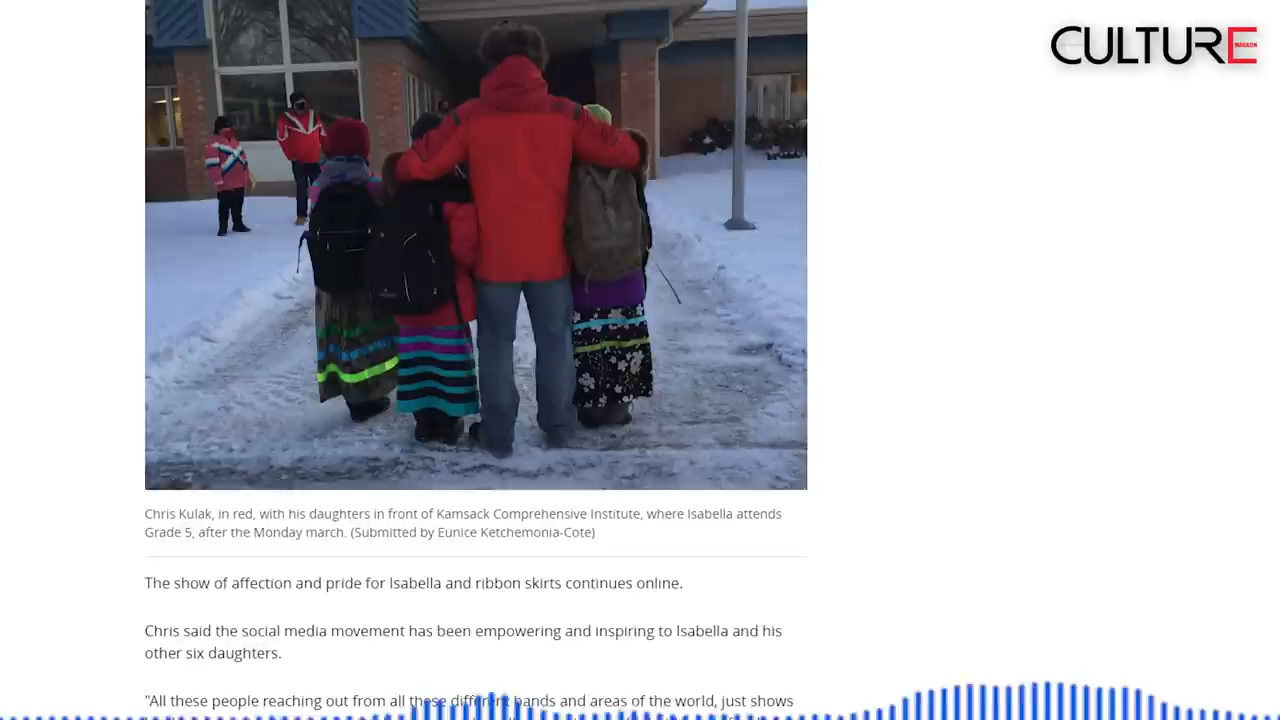 CULTURE
MAGAZIN
Chris Kulak, in red, with his daughters in front of Kamsack Comprehensive Institute, where Isabella attends
Grade 5, after the Monday march. (Submitted by Eunice Ketchemonia-Cote)
The show of affection and pride for Isabella and ribbon skirts continues online.
Chris said the social media movement has been empowering and inspiring to Isabella and his
other six daughters.
"All these people reaching out from all these different bands and areas of the world, just shows